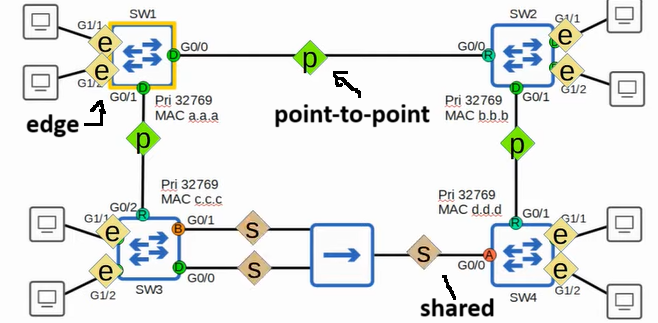 SW1
SW2
G1/1
G1/1
e
e
D
G0/0
p
G0/0
R
e
e
G1/2
G0/1
D
Pri 32769
MAC a.a.a
point-to-point
Pri 32769
MAC b.b.b
D
G0/1
G1/2
edge
p
p
Pri 32769
MAC c.c.c
Pri 32769
MAC d.d.d
G0/2
R
G1/1
e
B
G0/1
S
R
G0/1
G1/1
e
e
G1/2
D
G0/0
S
S
A
G0/0
e
G1/2
SW3
SW4
shared